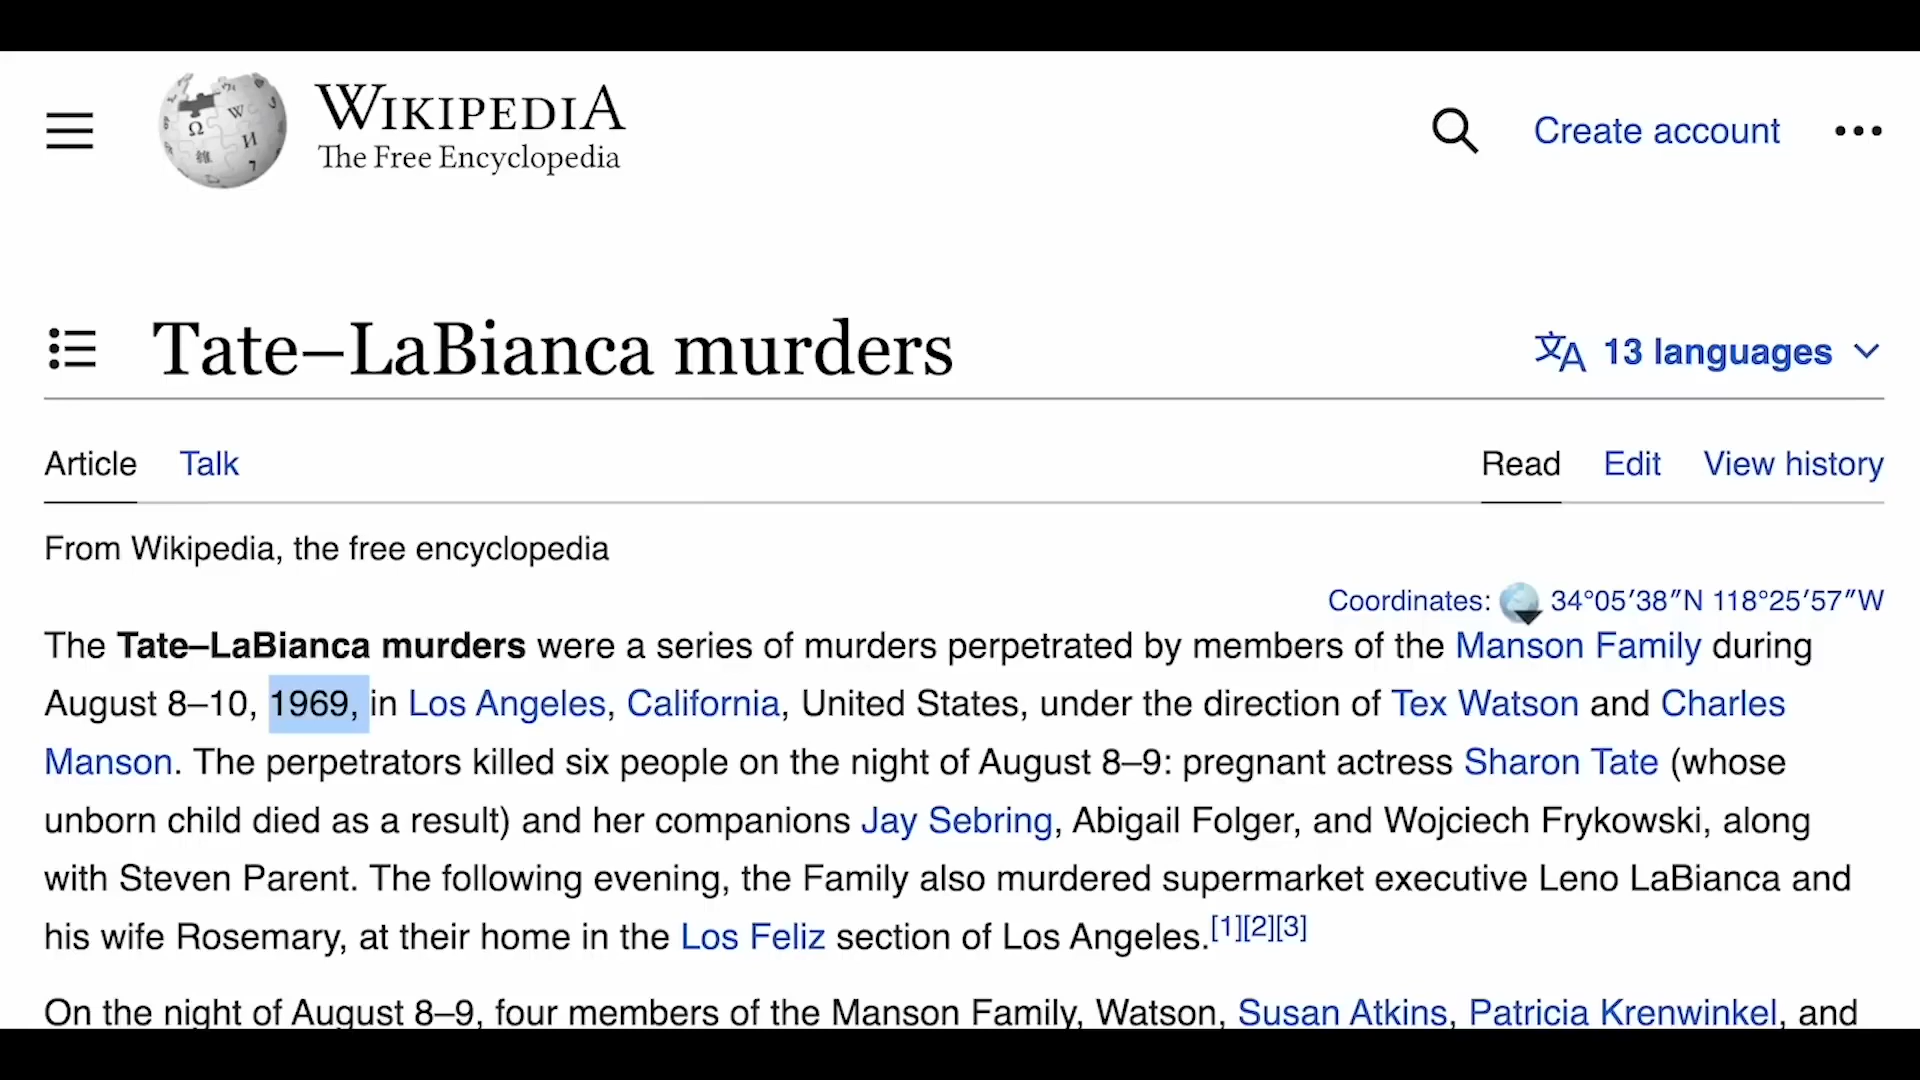 WIKIPEDIA
The Free Encyclopedia
Create account
Tate–LaBianca murders
13 languages
Article Talk Read Edit View history
From Wikipedia, the free encyclopedia
Coordinates: 34°05′38″N 118°25′57″W
The Tate–LaBianca murders were a series of murders perpetrated by members of the Manson Family during
August 8–10, 1969, in Los Angeles, California, United States, under the direction of Tex Watson and Charles
Manson. The perpetrators killed six people on the night of August 8–9: pregnant actress Sharon Tate (whose
unborn child died as a result) and her companions Jay Sebring, Abigail Folger, and Wojciech Frykowski, along
with Steven Parent. The following evening, the Family also murdered supermarket executive Leno LaBianca and
his wife Rosemary, at their home in the Los Feliz section of Los Angeles.[1][2][3]
On the night of August 8–9, four members of the Manson Family, Watson, Susan Atkins, Patricia Krenwinkel, and